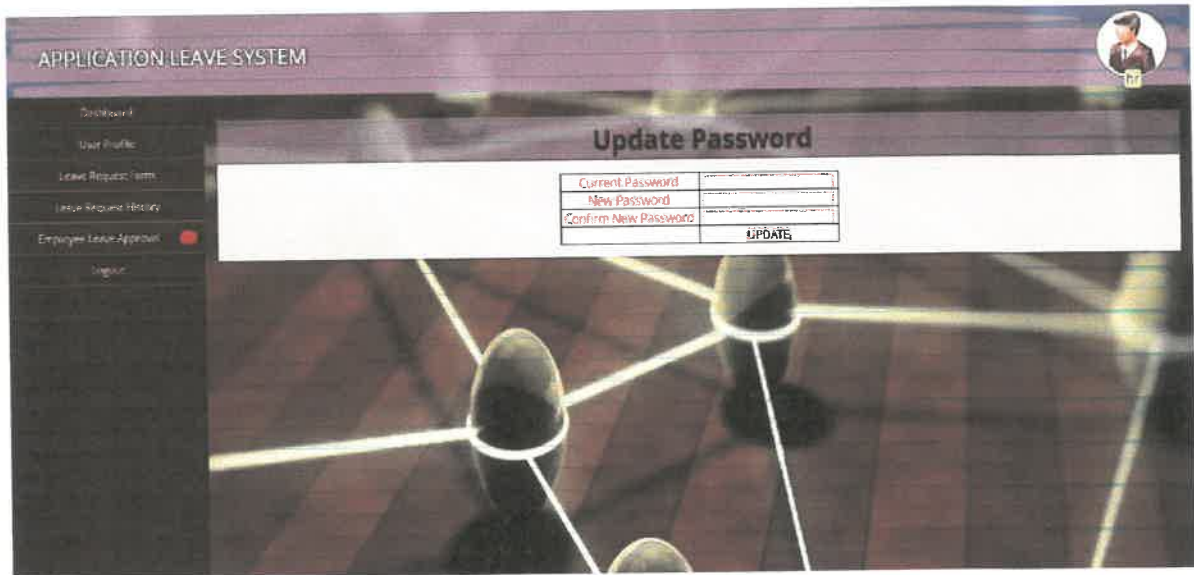 APPLICATION LEAVE SYSTEM
hr
Dashboard
User Profile
Leave Request Form
Leave Request History
Employee Leave Approval
Logout
Update Password
Current Password
New Password
Confirm New Password
UPDATE